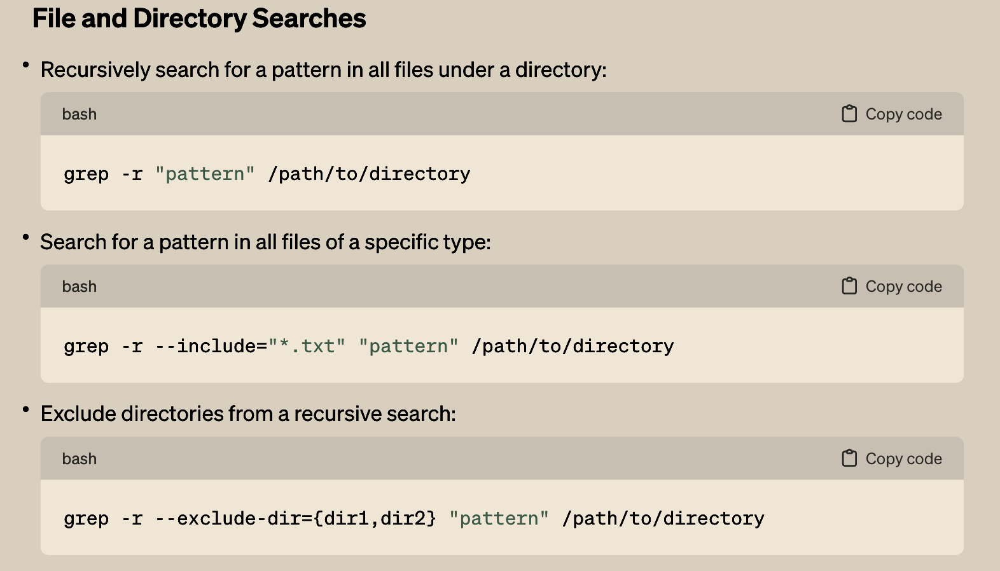 File and Directory Searches
• Recursively search for a pattern in all files under a directory:
bash Copy code
grep -r "pattern" /path/to/directory
• Search for a pattern in all files of a specific type:
bash Copy code
grep -r --include="*.txt" "pattern" /path/to/directory
• Exclude directories from a recursive search:
bash Copy code
grep -r --exclude-dir={dir1,dir2} "pattern" /path/to/directory